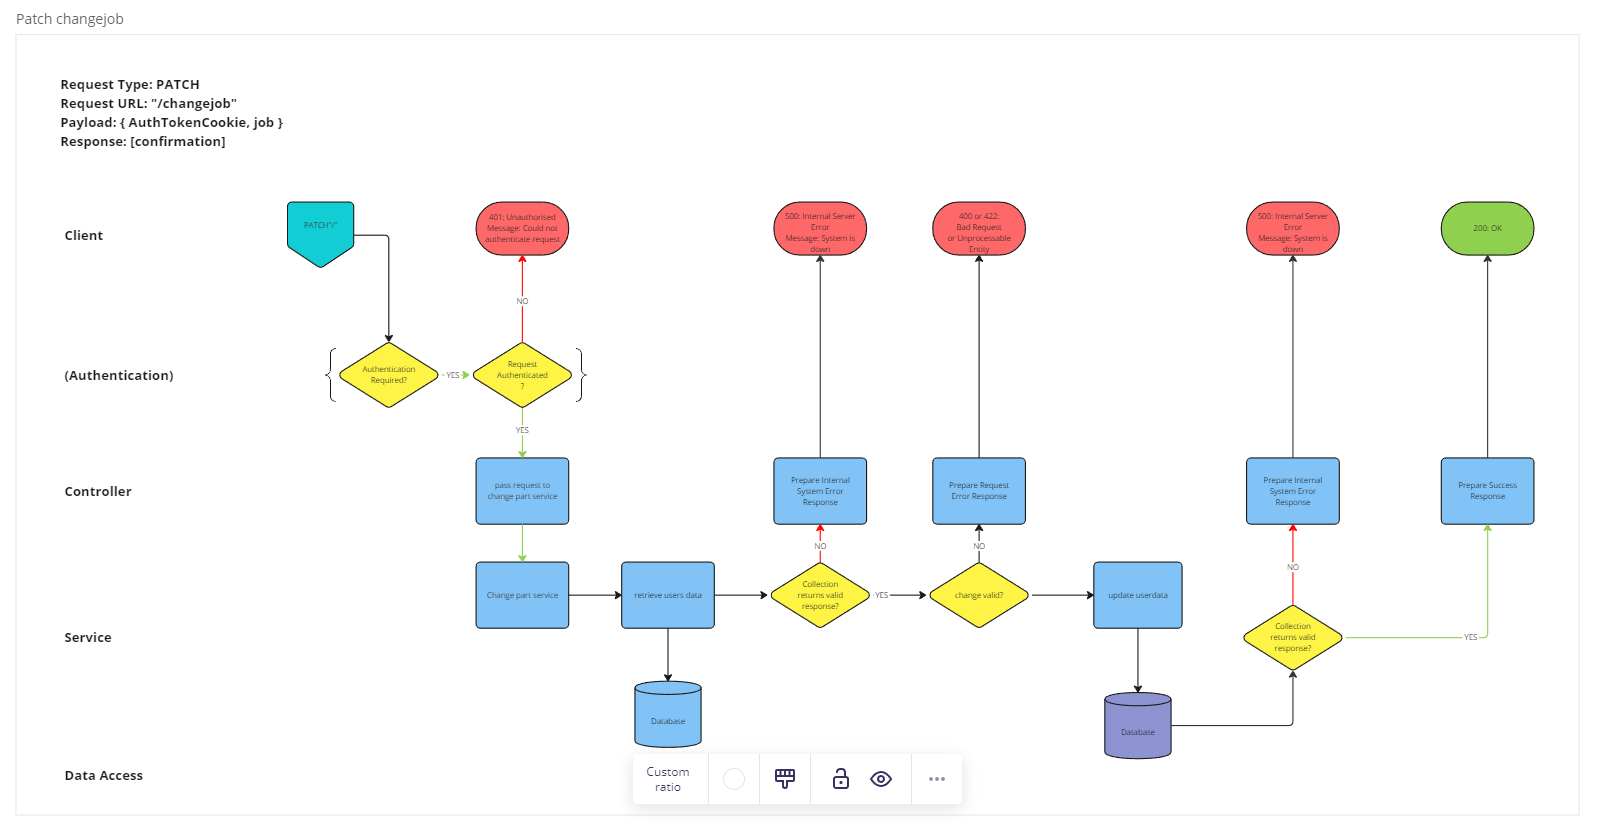 Patch changejob
Request Type: PATCH
Request URL: "/changejob"
Payload: { AuthTokenCookie, job }
Response: [confirmation]
Client
PATCH"/"
401: Unauthorised
Message: Could not
authenticate request
500: Internal Server
Error
Message: System is
down
400 or 422:
Bad Request
or Unprocessable
Entity
500: Internal Server
Error
Message: System is
down
200: OK
NO
(Authentication)
Authentication
Required?
YES
Request
Authenticated
?
YES
Controller
pass request to
change part service
Prepare Internal
System Error
Response
Prepare Request
Error Response
Prepare Internal
System Error
Response
Prepare Success
Response
NO
NO
NO
Service
Change part service
retrieve users data
Collection
returns valid
response?
YES
change valid?
update userdata
Collection
returns valid
response?
YES
Database
Database
Data Access
Custom
ratio